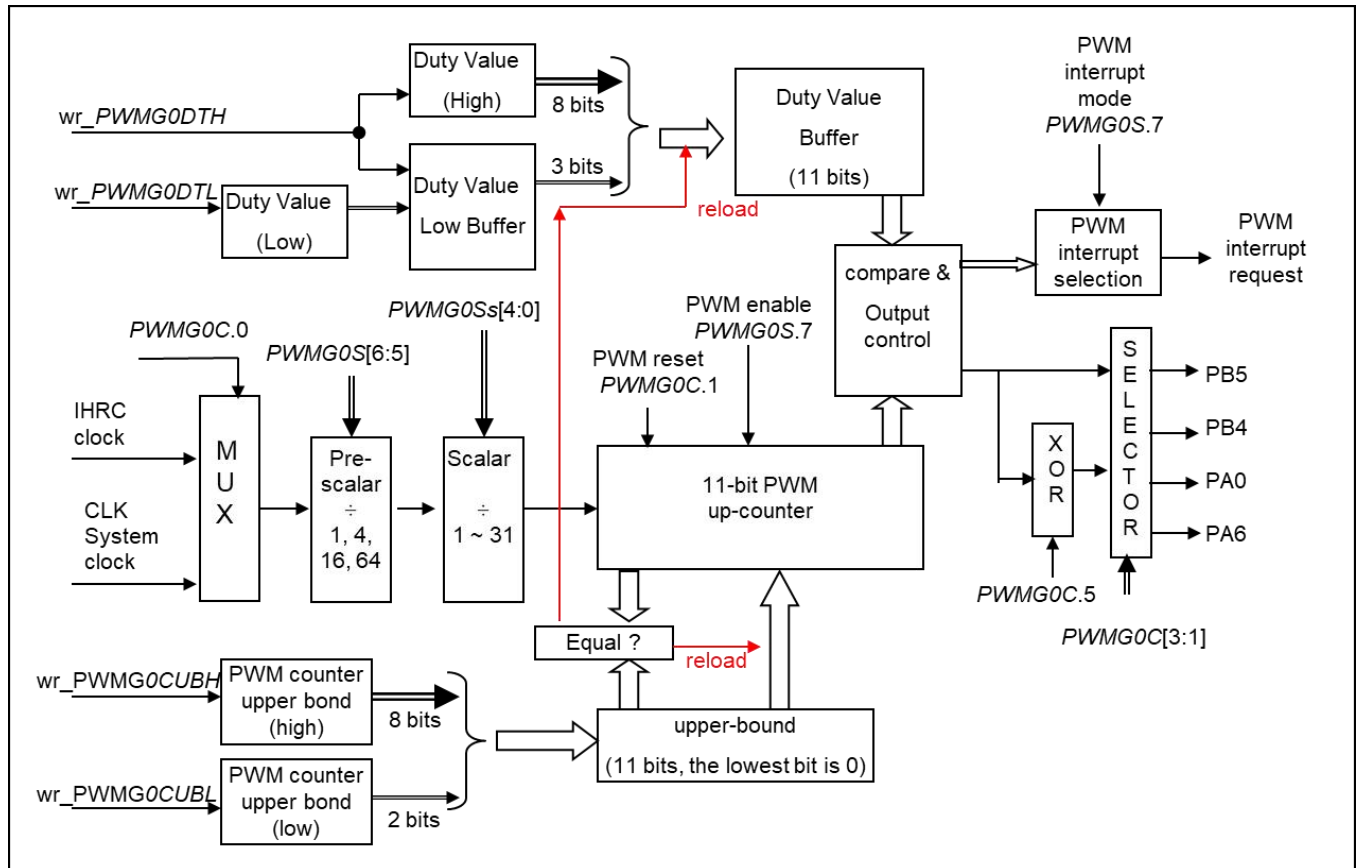 wr_PWMG0DTH
Duty Value
(High)
8 bits
wr_PWMG0DTL
Duty Value
(Low)
Duty Value
Low Buffer
3 bits
reload
Duty Value
Buffer
(11 bits)
PWM
interrupt
mode
PWMG0S.7
compare &
Output
control
PWM
interrupt
selection
PWM
interrupt
request
PWMG0C.0
PWMG0S[6:5]
PWMG0Ss[4:0]
PWM enable
PWMG0S.7
PWM reset
PWMG0C.1
IHRC
clock
CLK
System
clock
MUX
Pre-
scalar
÷
1, 4,
16, 64
Scalar
÷
1 ~ 31
11-bit PWM
up-counter
XOR
PWMG0C.5
SELECTOR
PWMG0C[3:1]
PB5
PB4
PA0
PA6
Equal ?
reload
wr_PWMG0CUBH
PWM counter
upper bond
(high)
8 bits
wr_PWMG0CUBL
PWM counter
upper bond
(low)
2 bits
upper-bound
(11 bits, the lowest bit is 0)